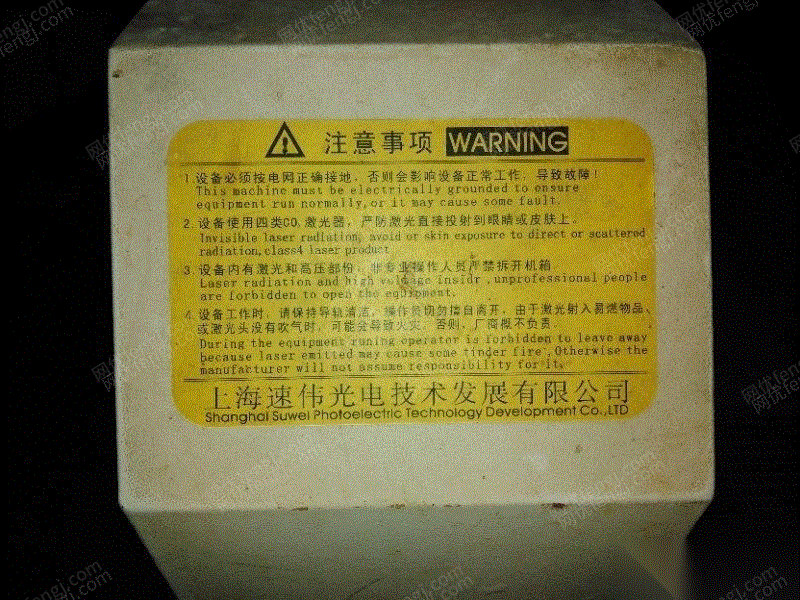 注意事项 WARNING
1.设备必须按电网正确接地，否则会影响设备正常工作，导致故障！
This machine must be electrically grounded to ensure
equipment run normally,or it may cause some fault.
2.设备使用四类CO₂激光器，严防激光直接投射到眼睛或皮肤上。
Invisible laser radiation, avoid or skin exposure to direct or scattered
radiation,class4 laser product
3.设备内有激光和高压部份，非专业操作人员严禁拆开机箱
Laser radiation and high voltage insidr ,unprofessional people
are forbidden to open the equipment.
4.设备工作时，请保持导轨清洁，操作员切勿擅自离开，由于激光射入易燃物品、
或激光头没有吹气时，可能会导致火灾，否则，厂商概不负责
During the equipment runing operator is forbidden to leave away
because laser emitted may cause some tinder fire, Otherwise the
manufacturer will not assume responsibility for it.
上海速伟光电技术发展有限公司
Shanghai Suwei Photoelectric Technology Development Co.,LTD
网优fengj.com